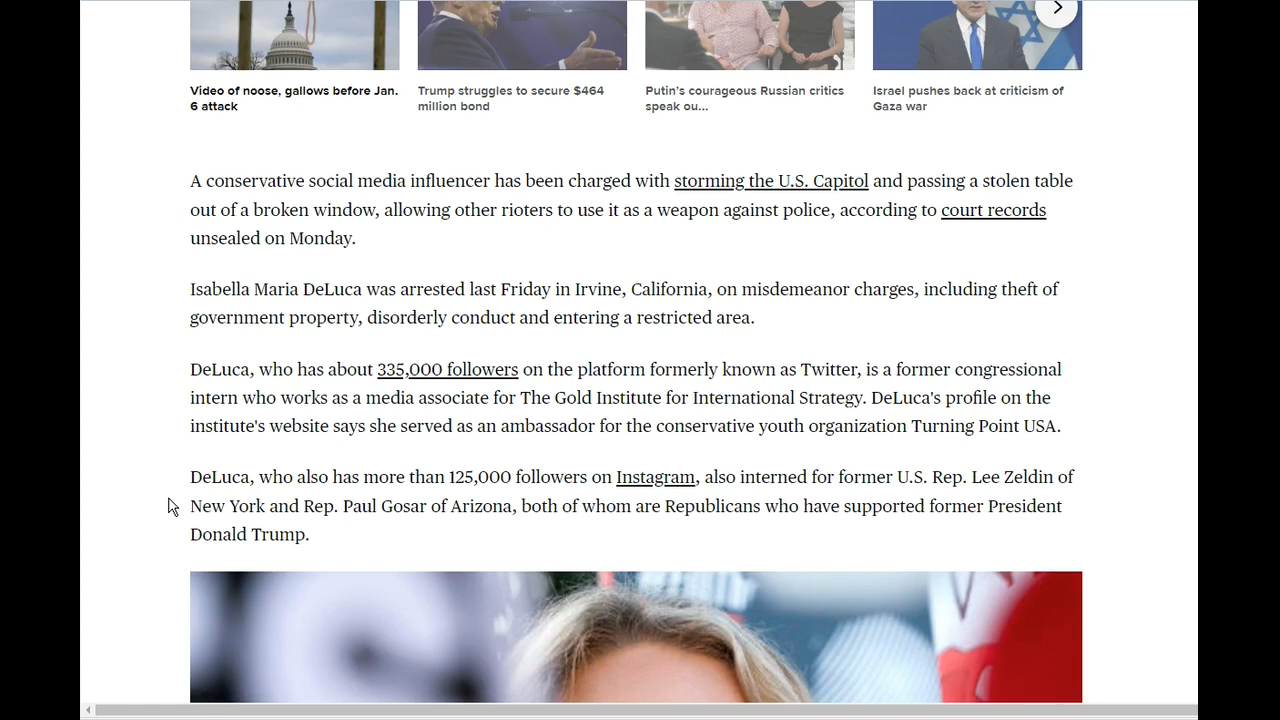 Video of noose, gallows before Jan.
6 attack
Trump struggles to secure $464
million bond
Putin’s courageous Russian critics
speak ou...
Israel pushes back at criticism of
Gaza war
A conservative social media influencer has been charged with storming the U.S. Capitol and passing a stolen table
out of a broken window, allowing other rioters to use it as a weapon against police, according to court records
unsealed on Monday.
Isabella Maria DeLuca was arrested last Friday in Irvine, California, on misdemeanor charges, including theft of
government property, disorderly conduct and entering a restricted area.
DeLuca, who has about 335,000 followers on the platform formerly known as Twitter, is a former congressional
intern who works as a media associate for The Gold Institute for International Strategy. DeLuca's profile on the
institute's website says she served as an ambassador for the conservative youth organization Turning Point USA.
DeLuca, who also has more than 125,000 followers on Instagram, also interned for former U.S. Rep. Lee Zeldin of
New York and Rep. Paul Gosar of Arizona, both of whom are Republicans who have supported former President
Donald Trump.